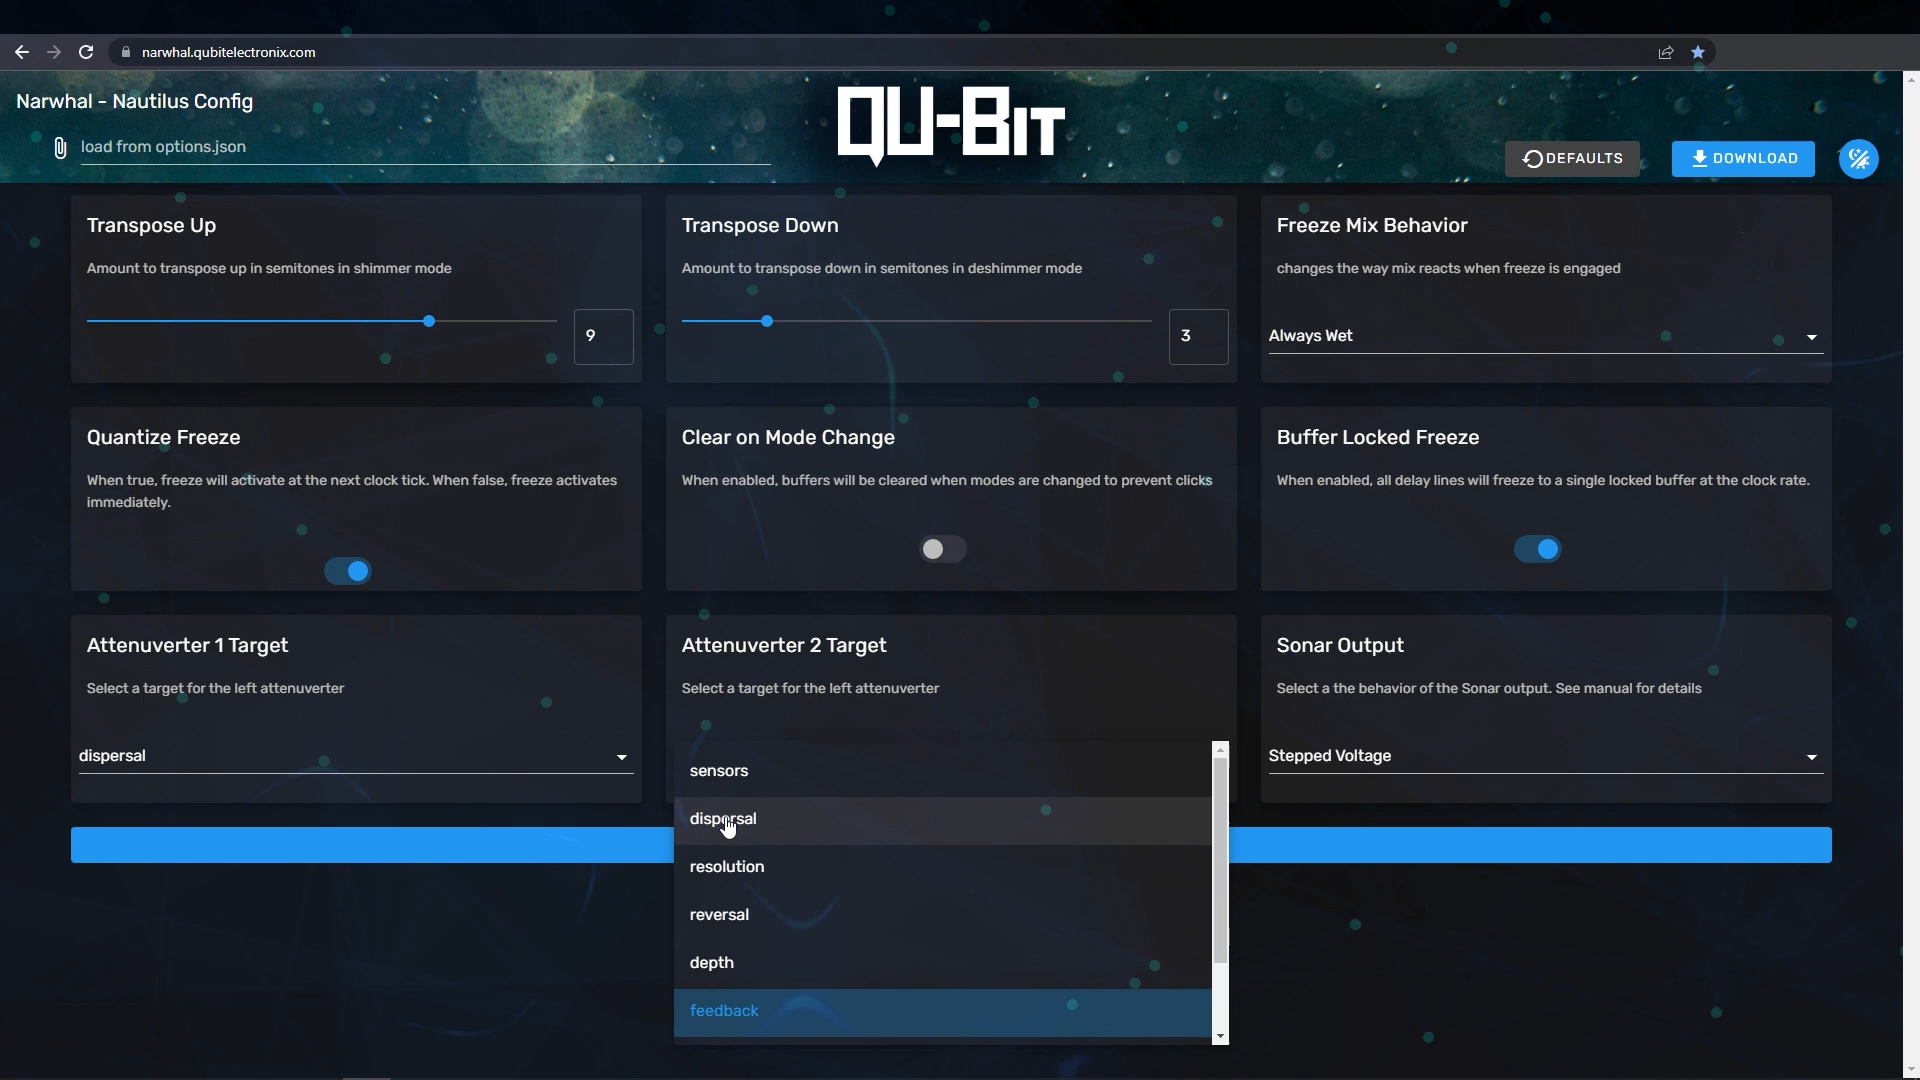 narwhal.qubitelectronix.com
Narwhal - Nautilus Config
load from options.json
QU-BIT
DEFAULTS
DOWNLOAD
Transpose Up
Amount to transpose up in semitones in shimmer mode
9
Transpose Down
Amount to transpose down in semitones in deshimmer mode
3
Freeze Mix Behavior
changes the way mix reacts when freeze is engaged
Always Wet
Quantize Freeze
When true, freeze will activate at the next clock tick. When false, freeze activates
immediately.
Clear on Mode Change
When enabled, buffers will be cleared when modes are changed to prevent clicks
Buffer Locked Freeze
When enabled, all delay lines will freeze to a single locked buffer at the clock rate.
Attenuverter 1 Target
Select a target for the left attenuverter
dispersal
Attenuverter 2 Target
Select a target for the left attenuverter
sensors
dispersal
resolution
reversal
depth
feedback
Sonar Output
Select a the behavior of the Sonar output. See manual for details
Stepped Voltage